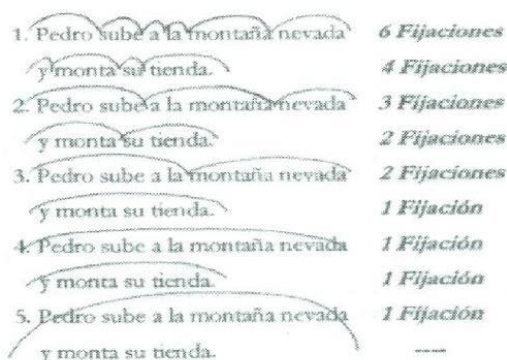 1. Pedro sube a la montaña nevada 6 Fijaciones
y monta su tienda. 4 Fijaciones
2. Pedro sube a la montaña nevada 3 Fijaciones
y monta su tienda. 2 Fijaciones
3. Pedro sube a la montaña nevada 2 Fijaciones
y monta su tienda. 1 Fijación
4. Pedro sube a la montaña nevada 1 Fijación
y monta su tienda. 1 Fijación
5. Pedro sube a la montaña nevada 1 Fijación
y monta su tienda. ----